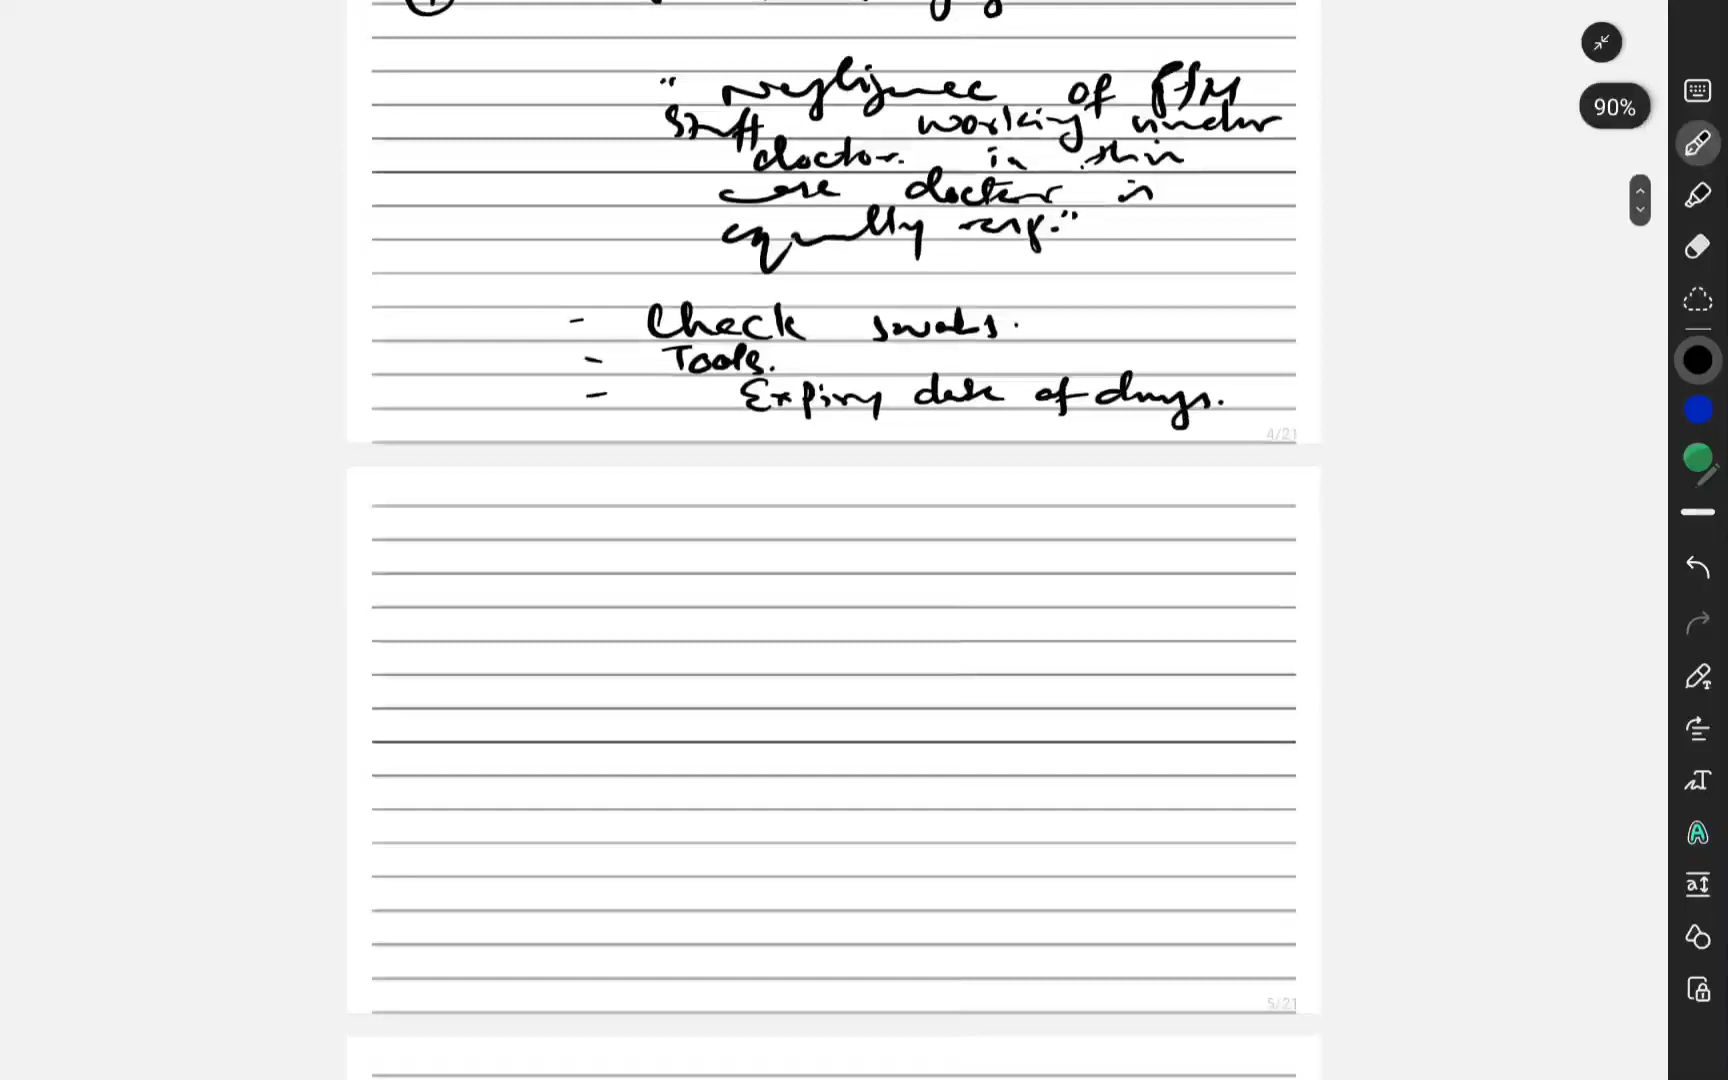 " Negligence of P/M
Staff working under
doctor. in this
case doctor is
equally resp."
- Check swabs.
- Tools.
- Expiry date of drugs.
4/21
5/21
90%